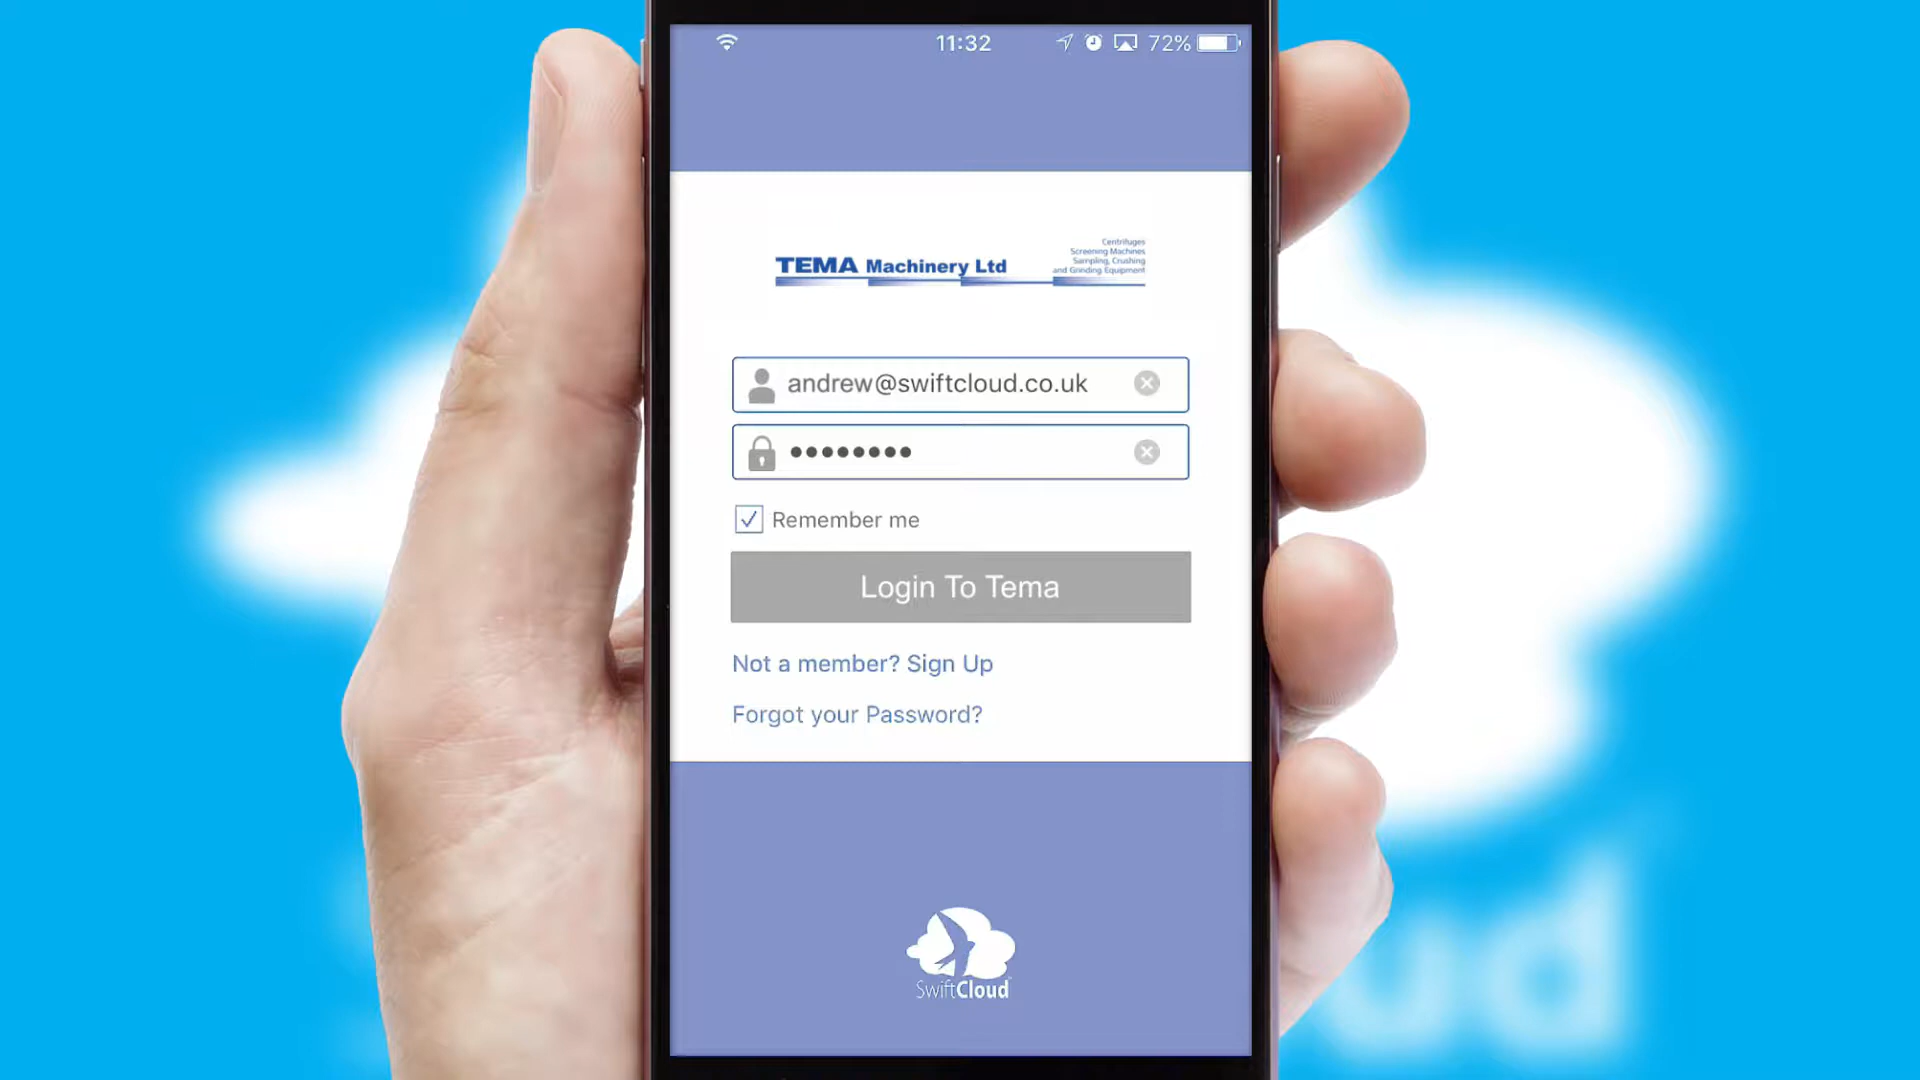 11:32
72%
TEMA Machinery Ltd
Centrifuges
Screening Machines
Sampling, Crushing
and Grinding Equipment
andrew@swiftcloud.co.uk
Remember me
Login To Tema
Not a member? Sign Up
Forgot your Password?
SwiftCloud
ud